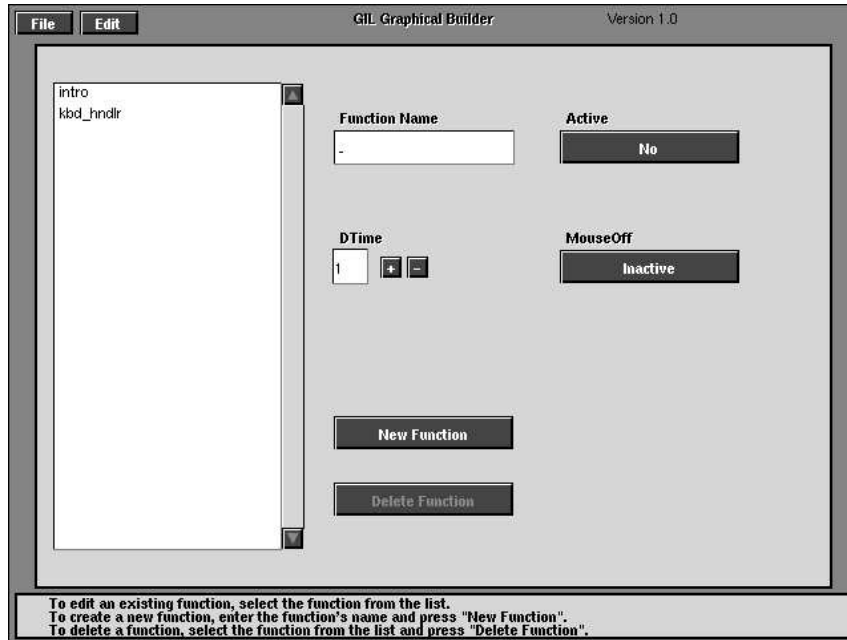 File Edit GIL Graphical Builder Version 1.0
intro
kbd_hndlr
Function Name Active
- No
DTime MouseOff
1 + - Inactive
New Function
Delete Function
To edit an existing function, select the function from the list.
To create a new function, enter the function's name and press "New Function".
To delete a function, select the function from the list and press "Delete Function".